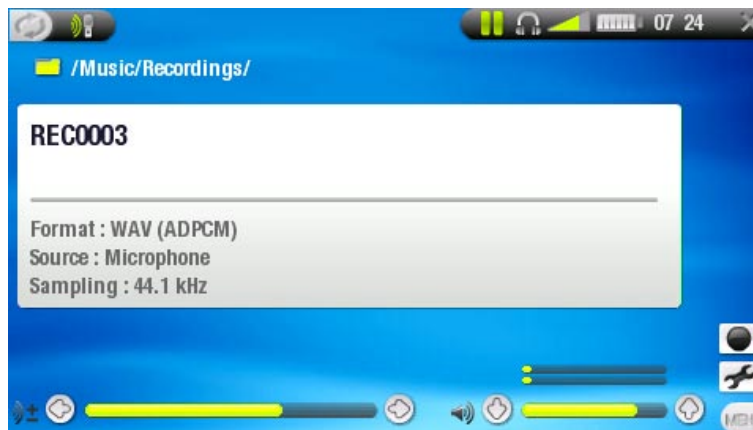 07 24
/Music/Recordings/
REC0003
Format : WAV (ADPCM)
Source : Microphone
Sampling : 44.1 kHz